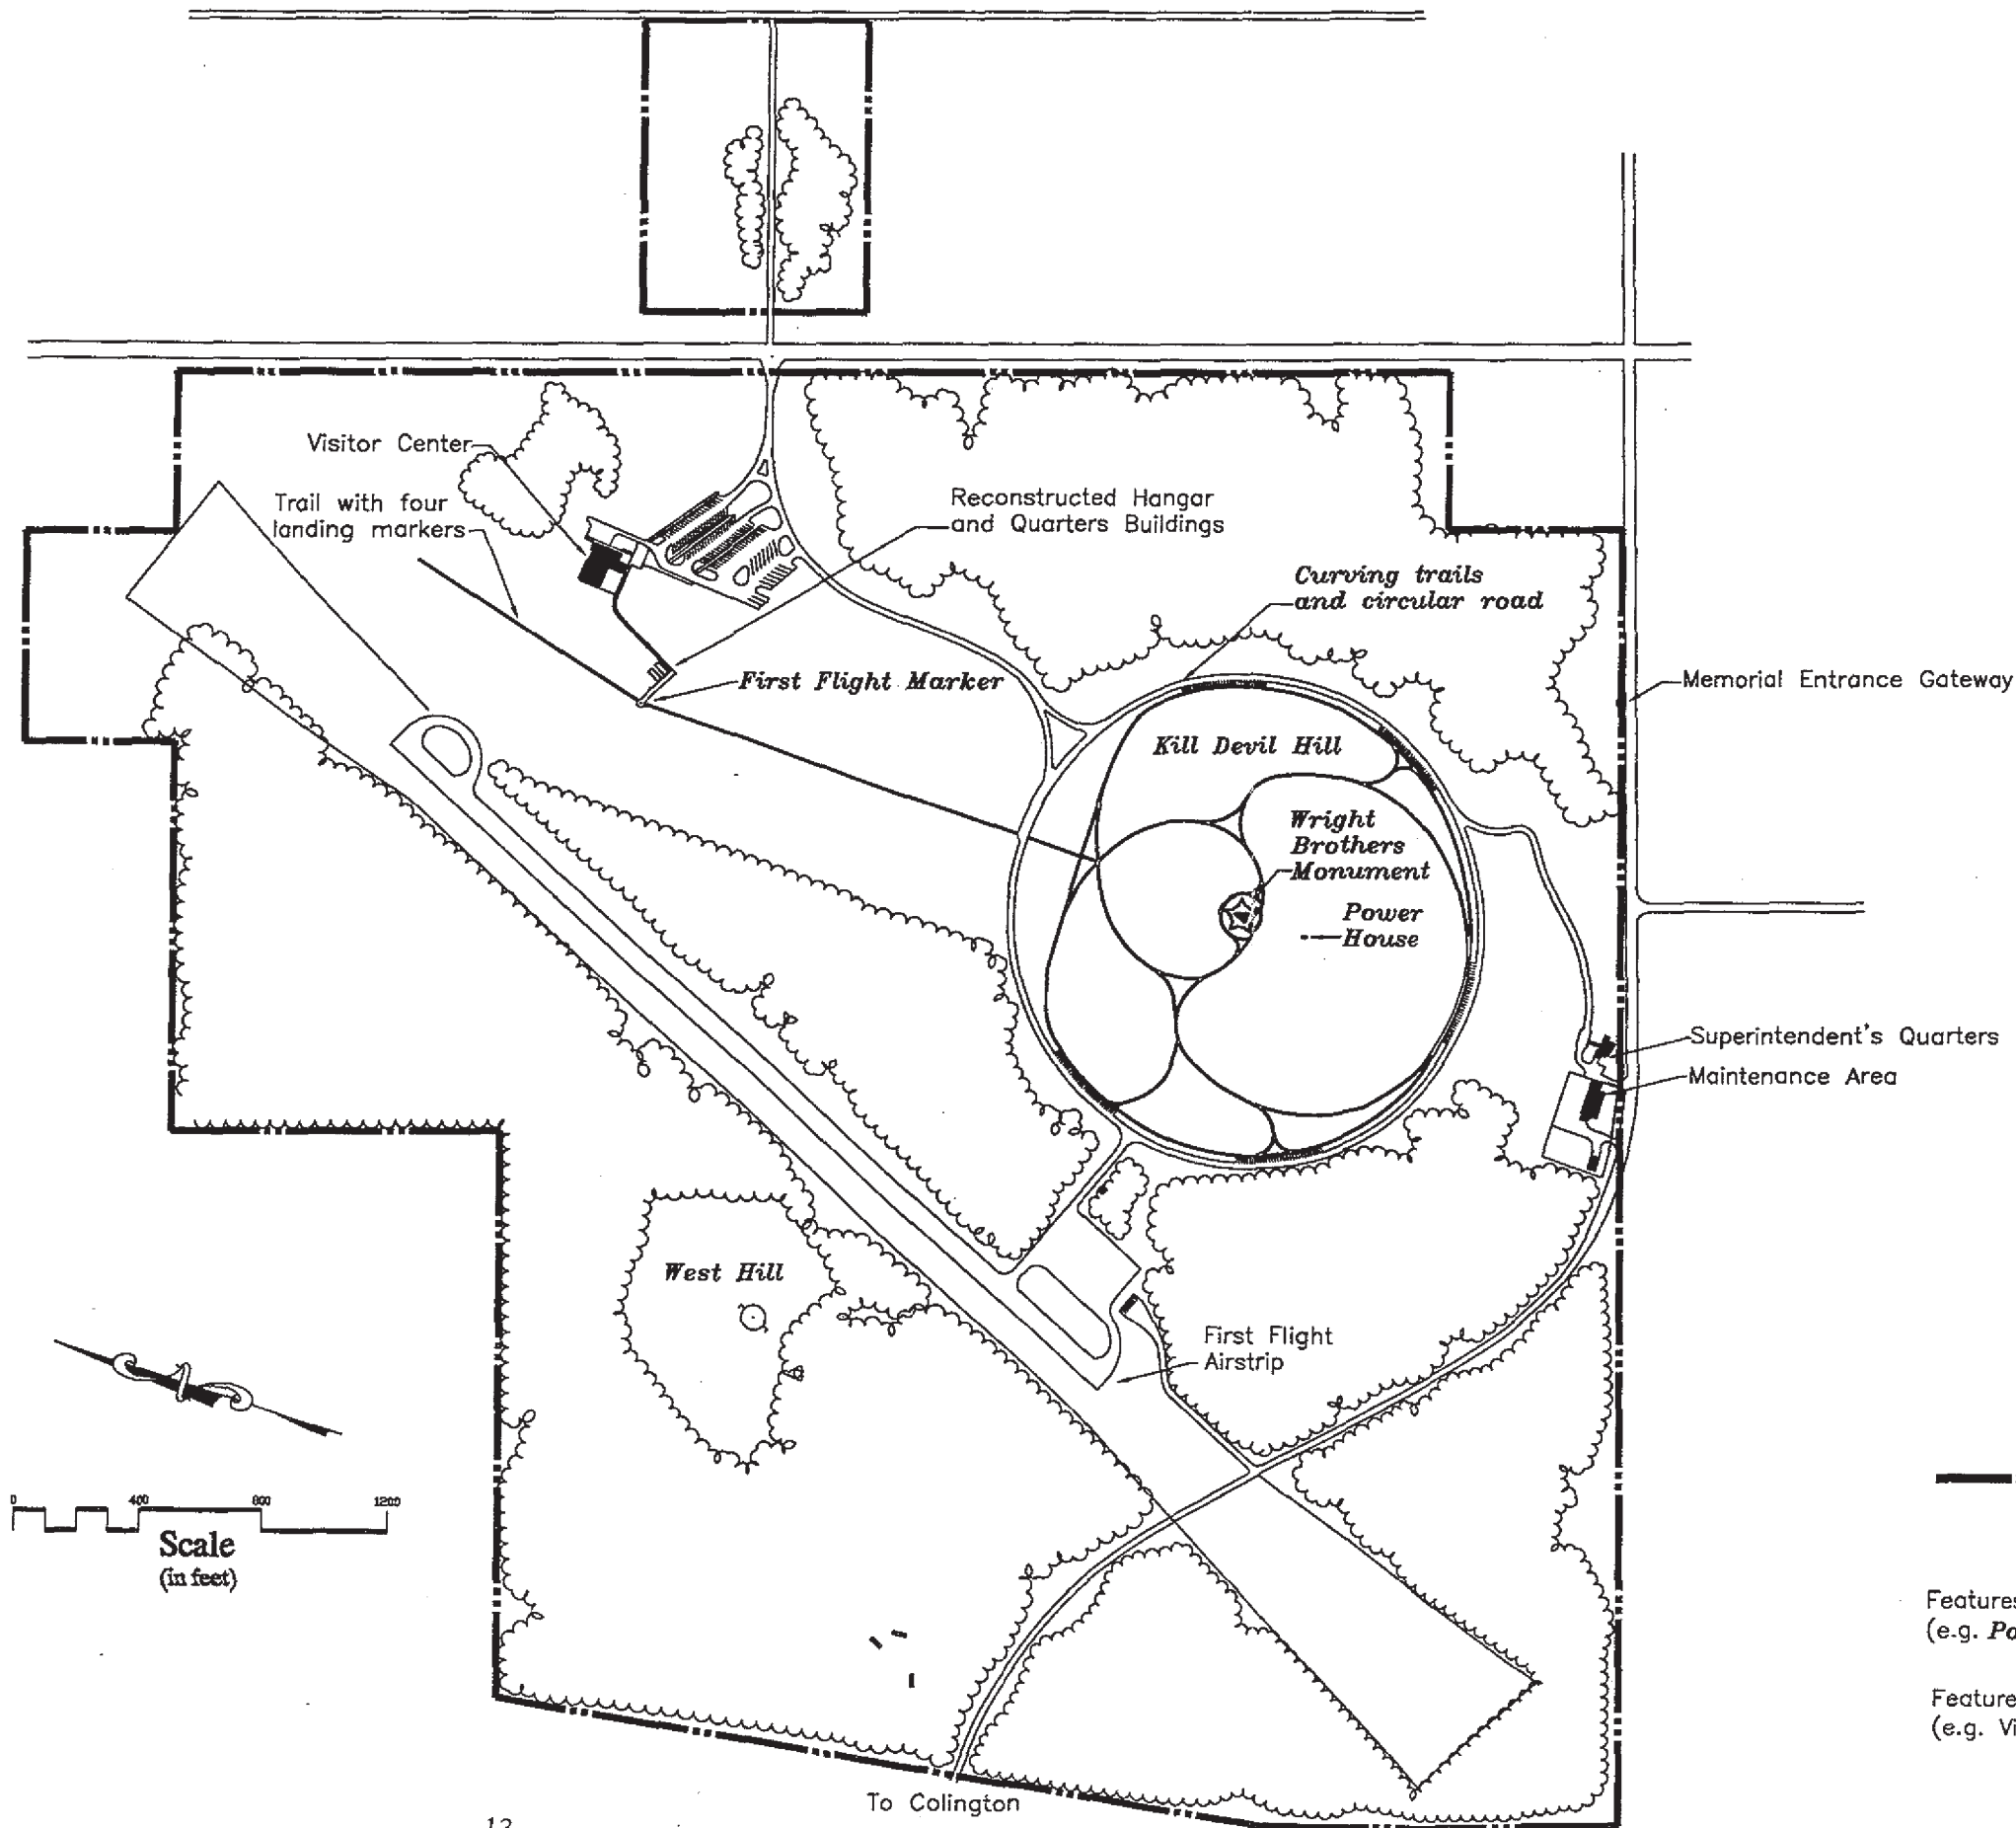 Visitor Center
Trail with four
landing markers
Reconstructed Hangar
and Quarters Buildings
Curving trails
and circular road
First Flight Marker
Memorial Entrance Gateway
Kill Devil Hill
Wright
Brothers
Monument
Power
House
Superintendent's Quarters
Maintenance Area
West Hill
First Flight
Airstrip
0 400 800 1200
Scale
(in feet)
Features
(e.g. Po
Feature
(e.g. Vi
To Colington
12